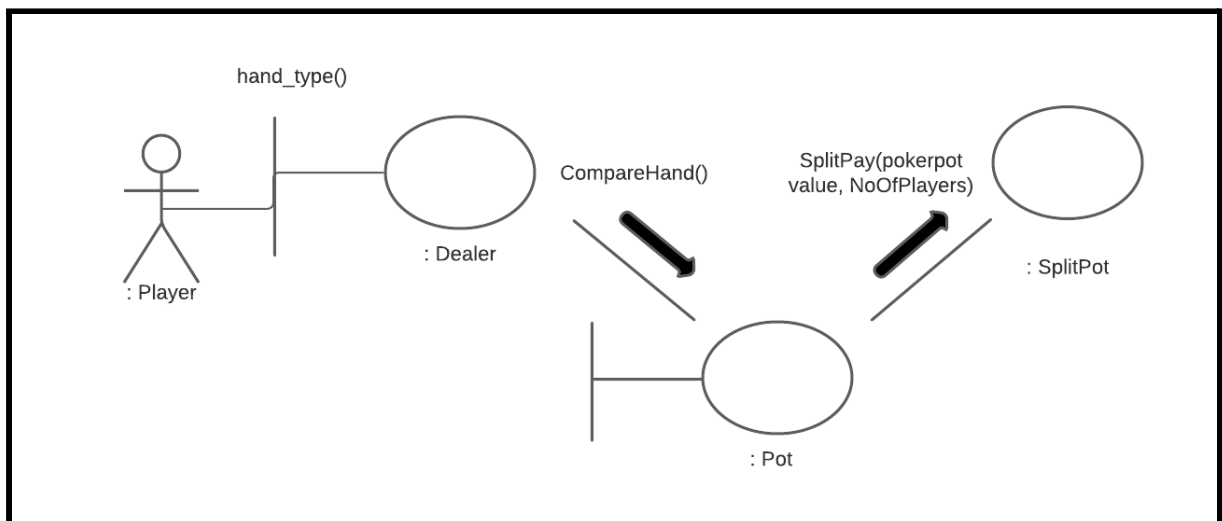 hand_type()
: Player
: Dealer
CompareHand()
SplitPay(pokerpot
value, NoOfPlayers)
: SplitPot
: Pot